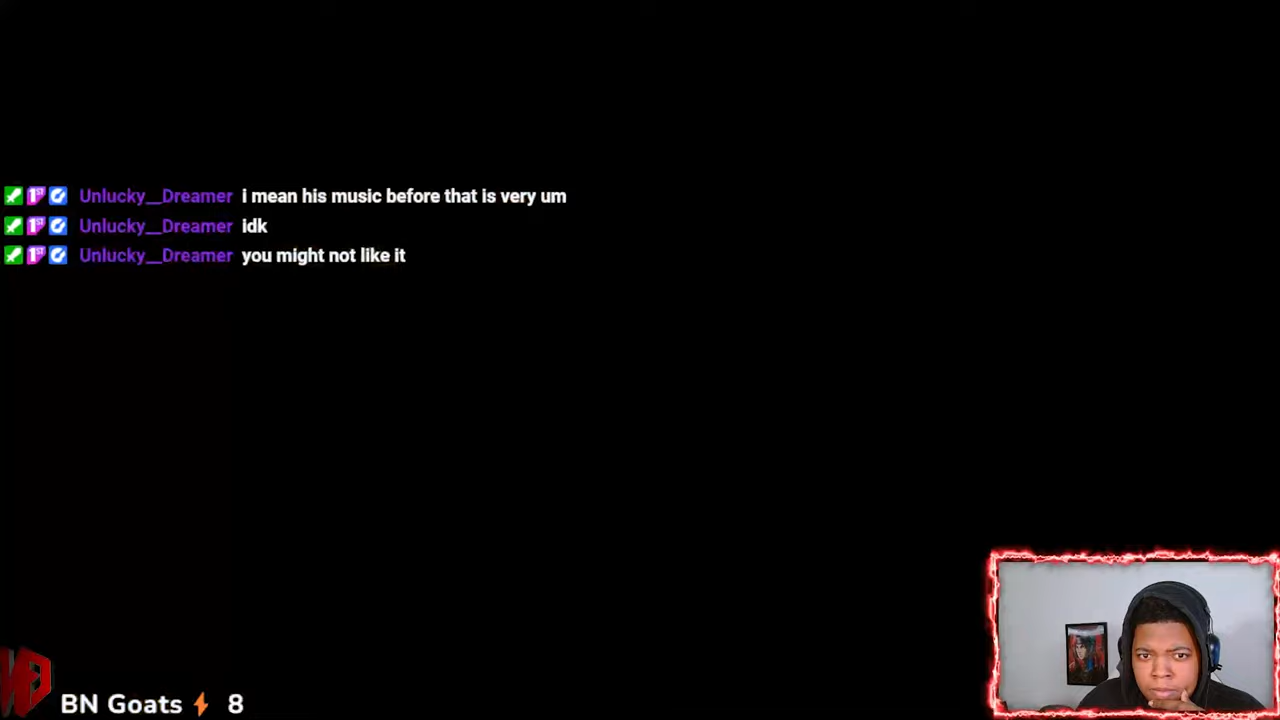 Unlucky__Dreamer i mean his music before that is very um
Unlucky__Dreamer idk
Unlucky__Dreamer you might not like it
BN Goats 8